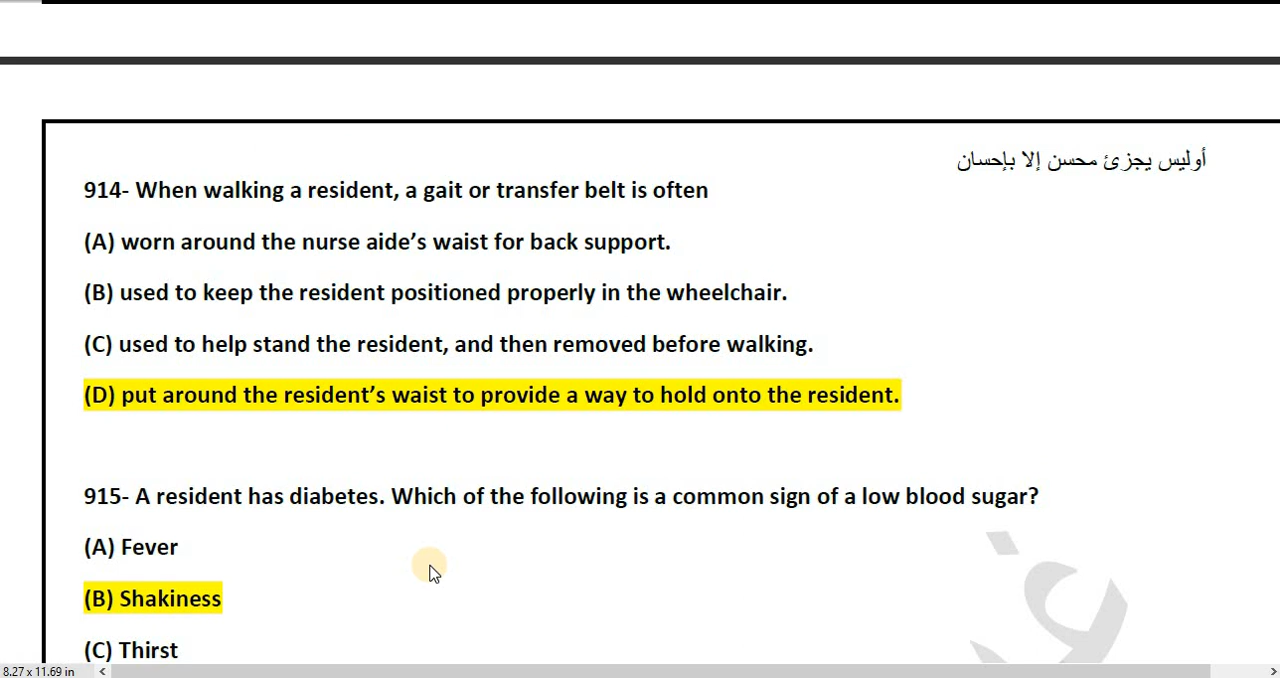 أوليس يجزئ محسن إلا بإحسان
914- When walking a resident, a gait or transfer belt is often
(A) worn around the nurse aide’s waist for back support.
(B) used to keep the resident positioned properly in the wheelchair.
(C) used to help stand the resident, and then removed before walking.
(D) put around the resident’s waist to provide a way to hold onto the resident.
915- A resident has diabetes. Which of the following is a common sign of a low blood sugar?
(A) Fever
(B) Shakiness
(C) Thirst
8.27 x 11.69 in